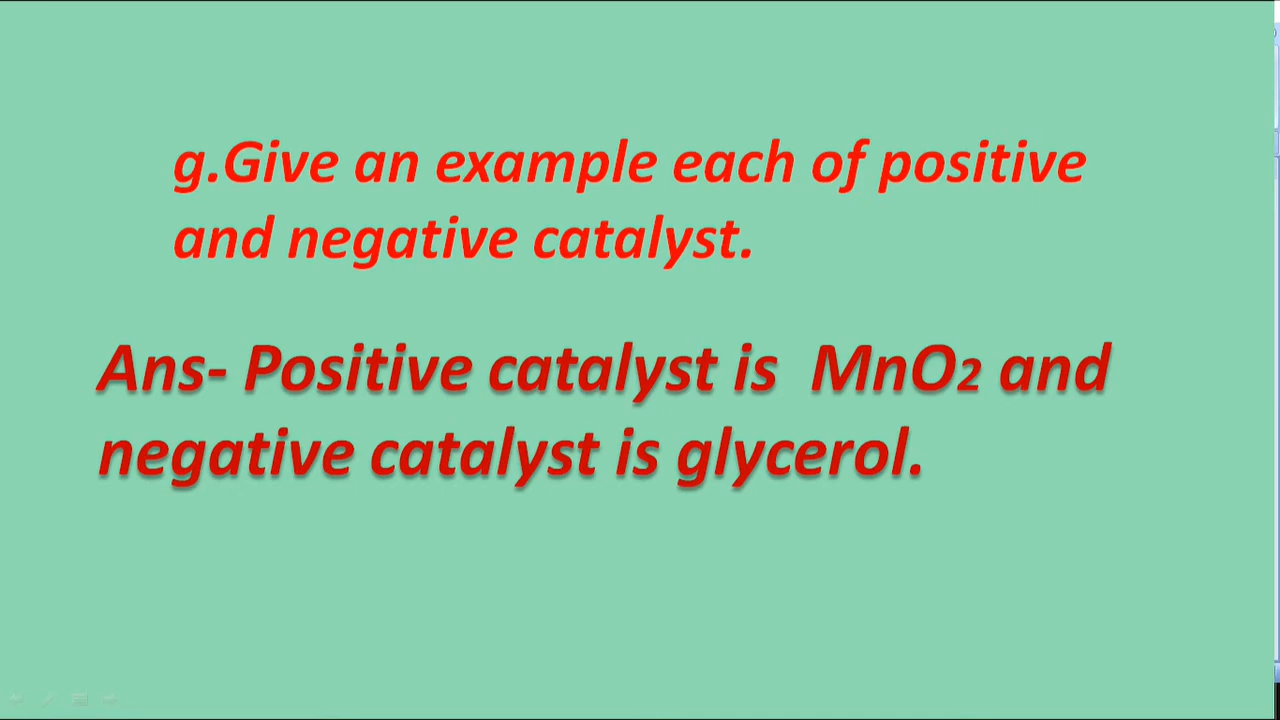 g.Give an example each of positive
and negative catalyst.
Ans- Positive catalyst is MnO2 and
negative catalyst is glycerol.